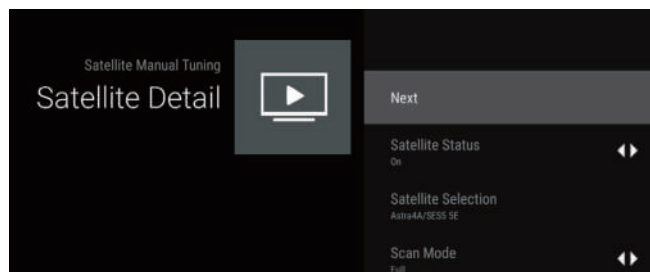 Satellite Manual Tuning
Satellite Detail
Next
Satellite Status
On
Satellite Selection
Astra4A/SES5 5E
Scan Mode
Full